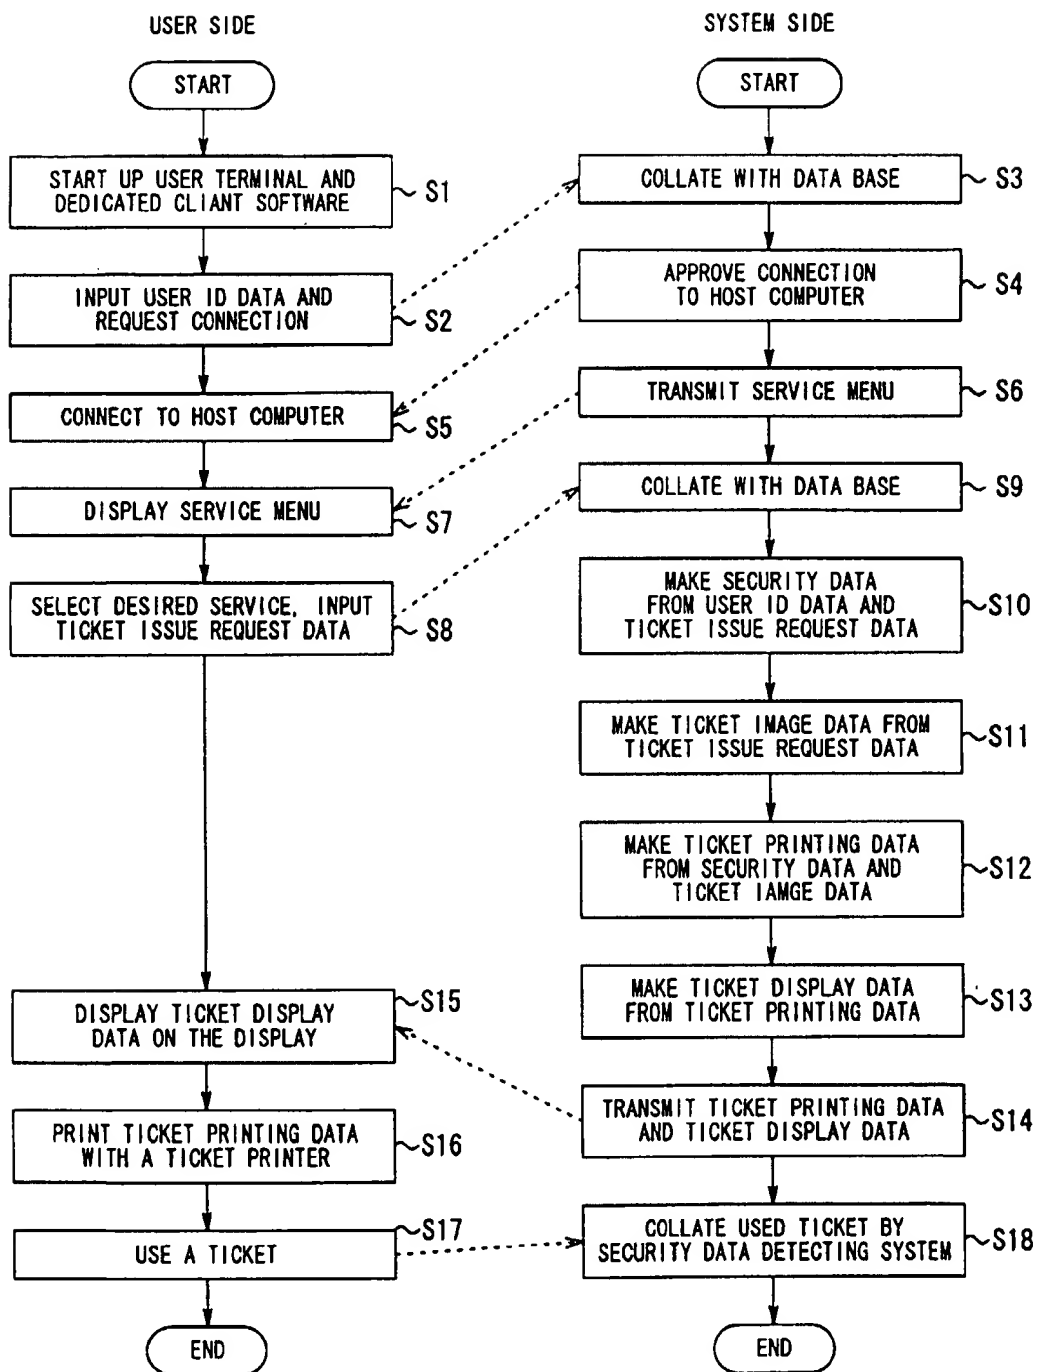 USER SIDE
START
START UP USER TERMINAL AND
DEDICATED CLIANT SOFTWARE
S1
INPUT USER ID DATA AND
REQUEST CONNECTION
S2
CONNECT TO HOST COMPUTER
S5
DISPLAY SERVICE MENU
S7
SELECT DESIRED SERVICE, INPUT
TICKET ISSUE REQUEST DATA
S8
DISPLAY TICKET DISPLAY
DATA ON THE DISPLAY
S15
PRINT TICKET PRINTING DATA
WITH A TICKET PRINTER
S16
USE A TICKET
S17
END
SYSTEM SIDE
START
COLLATE WITH DATA BASE
S3
APPROVE CONNECTION
TO HOST COMPUTER
S4
TRANSMIT SERVICE MENU
S6
COLLATE WITH DATA BASE
S9
MAKE SECURITY DATA
FROM USER ID DATA AND
TICKET ISSUE REQUEST DATA
S10
MAKE TICKET IMAGE DATA FROM
TICKET ISSUE REQUEST DATA
S11
MAKE TICKET PRINTING DATA
FROM SECURITY DATA AND
TICKET IAMGE DATA
S12
MAKE TICKET DISPLAY DATA
FROM TICKET PRINTING DATA
S13
TRANSMIT TICKET PRINTING DATA
AND TICKET DISPLAY DATA
S14
COLLATE USED TICKET BY
SECURITY DATA DETECTING SYSTEM
S18
END